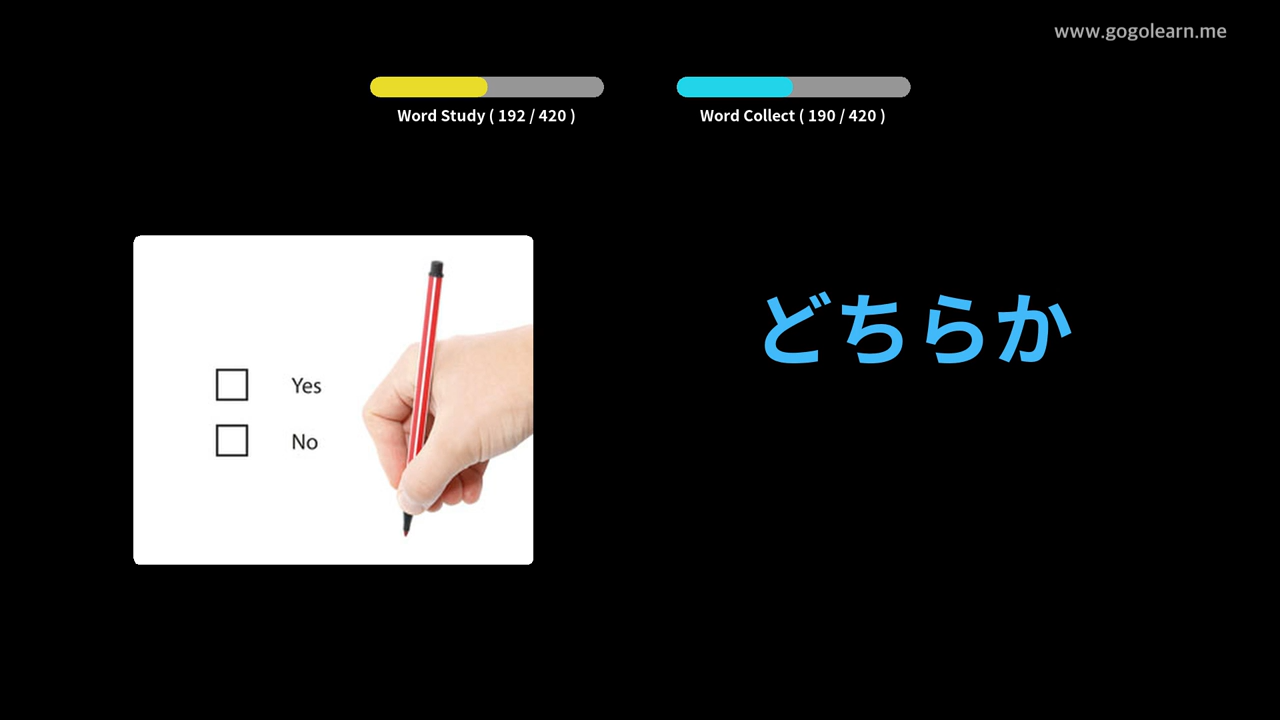 www.gogolearn.me
Word Study ( 192 / 420 )
Word Collect ( 190 / 420 )
Yes
No
どちらか